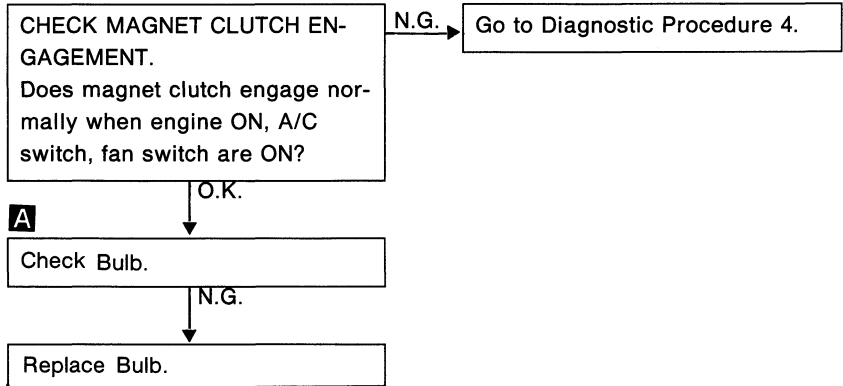 CHECK MAGNET CLUTCH EN-
GAGEMENT.
Does magnet clutch engage nor-
mally when engine ON, A/C
switch, fan switch are ON?
N.G.
Go to Diagnostic Procedure 4.
O.K.
A
Check Bulb.
N.G.
Replace Bulb.